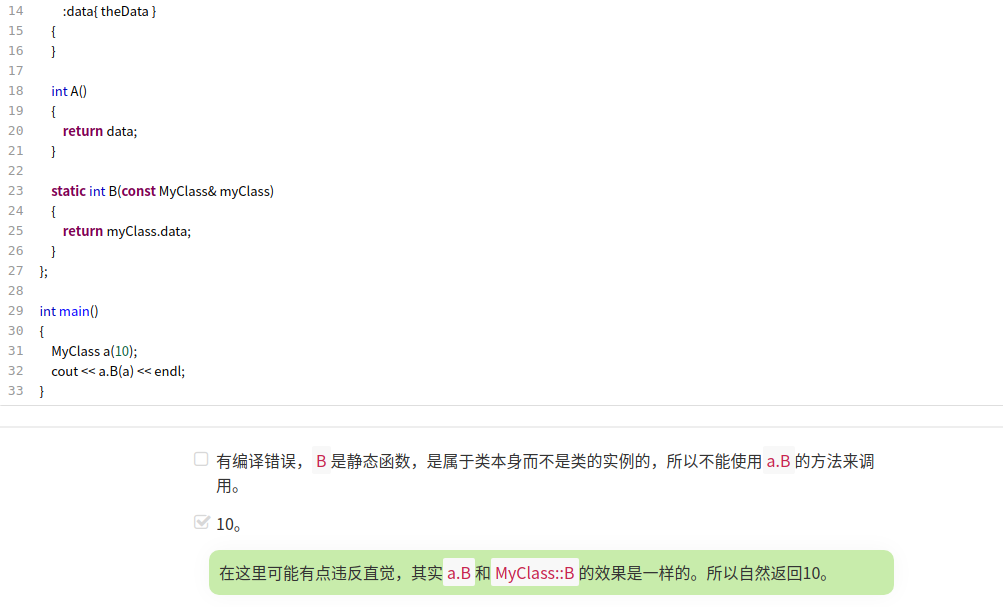 14 :data{ theData }
15 {
16 }
17
18 int A()
19 {
20 return data;
21 }
22
23 static int B(const MyClass& myClass)
24 {
25 return myClass.data;
26 }
27 };
28
29 int main()
30 {
31 MyClass a(10);
32 cout << a.B(a) << endl;
33 }
有编译错误， B 是静态函数，是属于类本身而不是类的实例的，所以不能使用 a.B 的方法来调
用。
10。
在这里可能有点违反直觉，其实 a.B 和 MyClass::B 的效果是一样的。所以自然返回10。